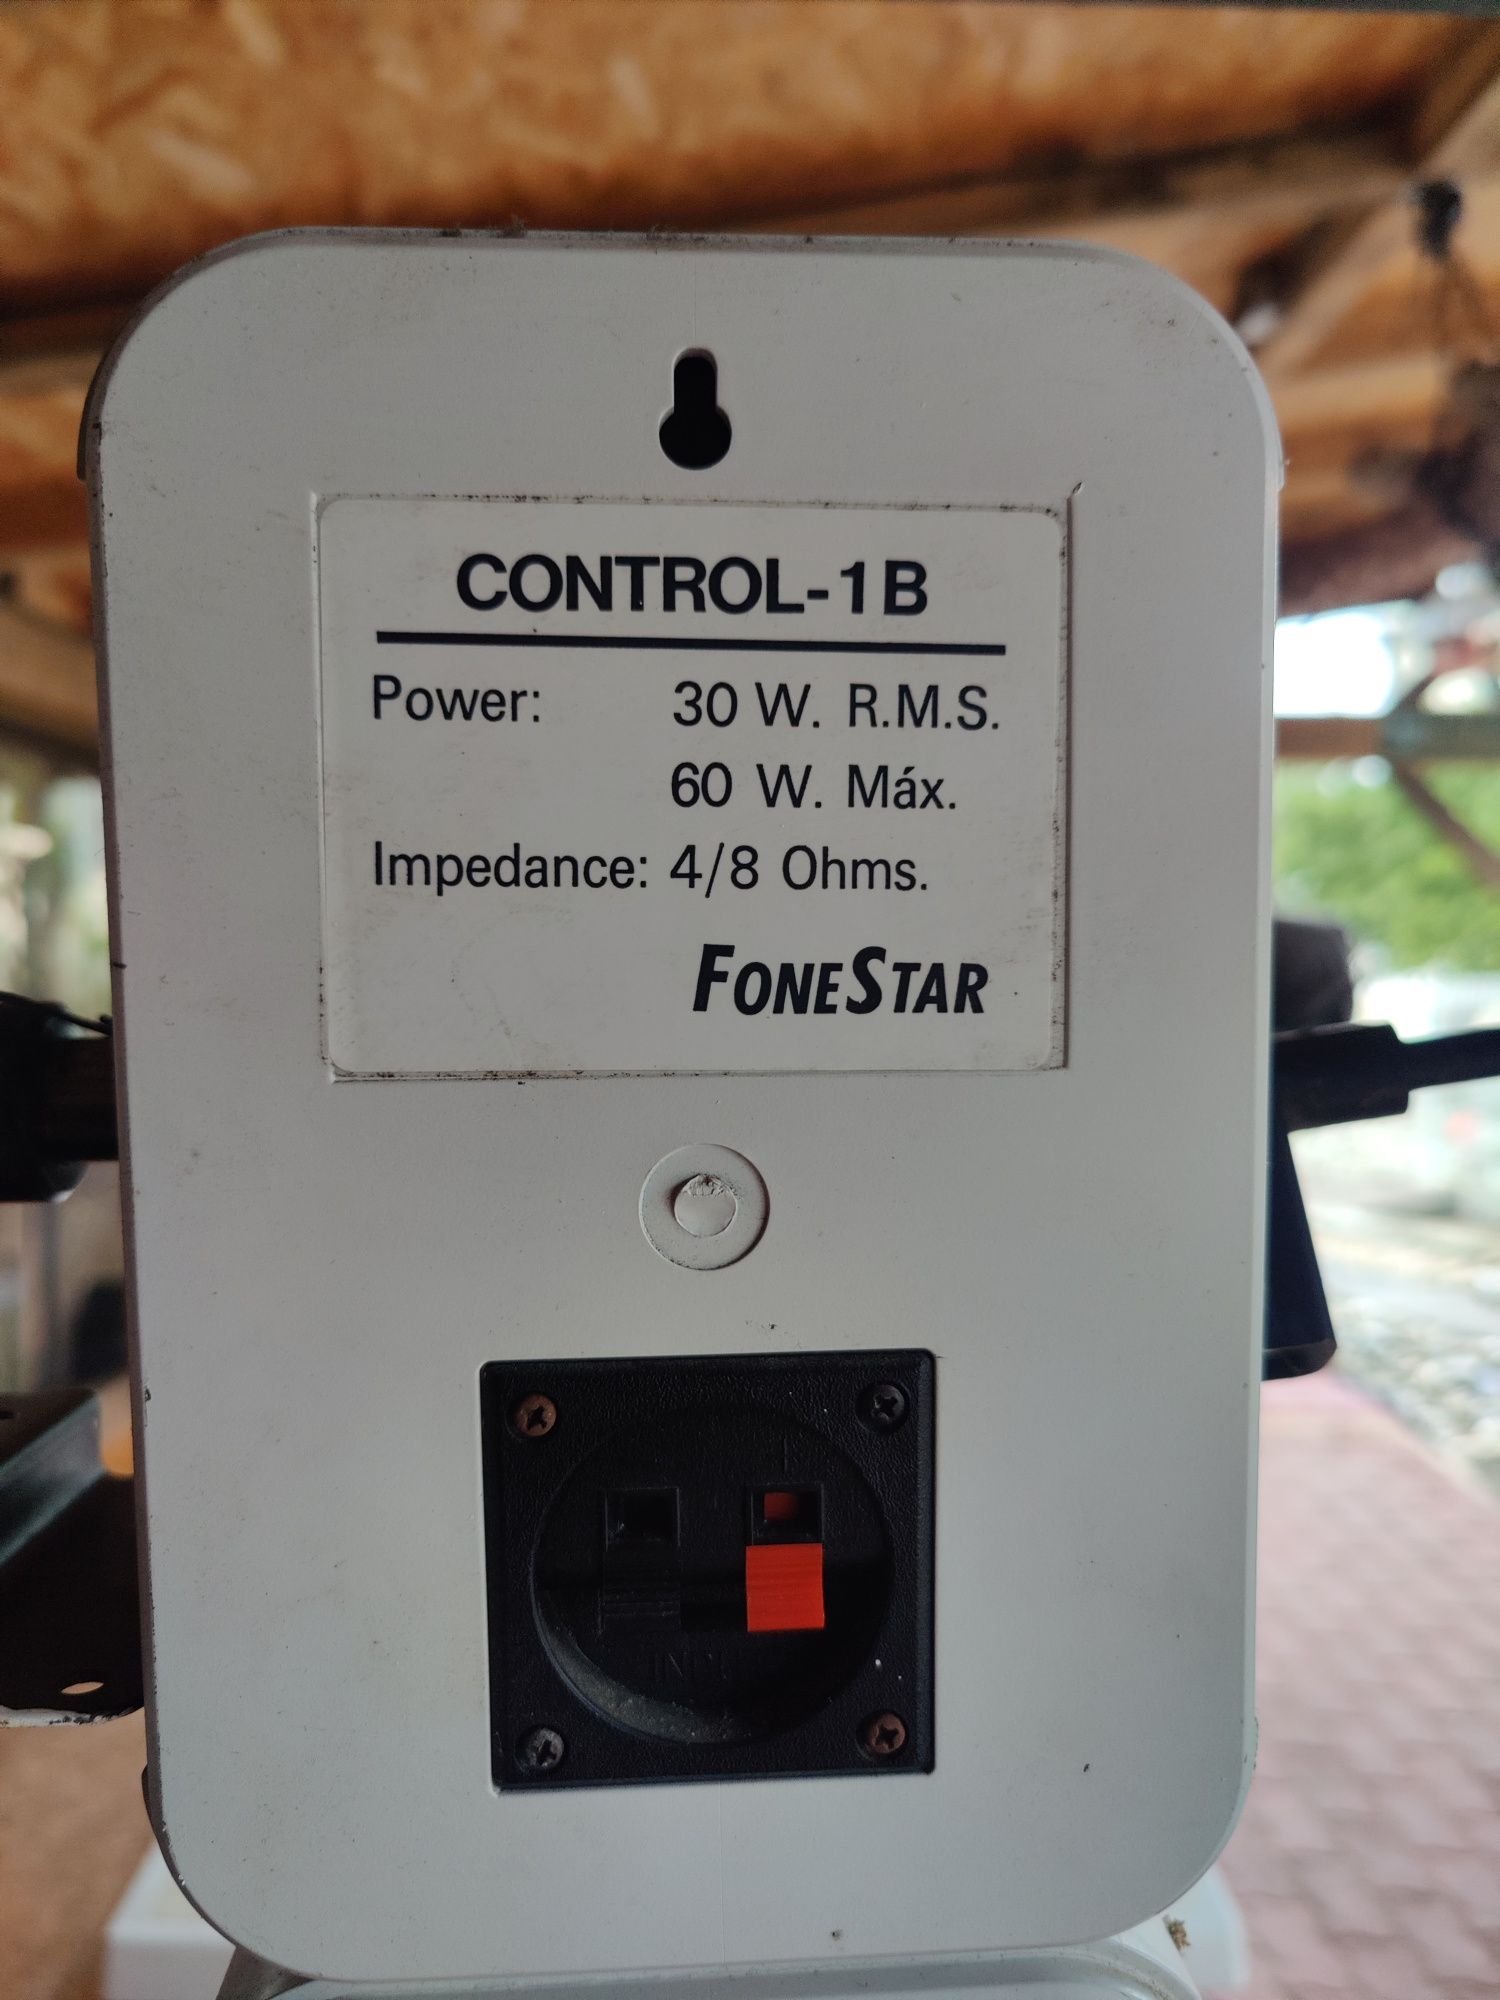 CONTROL-1B
Power: 30 W. R.M.S.
60 W. Máx.
Impedance: 4/8 Ohms.
FONESTAR
+